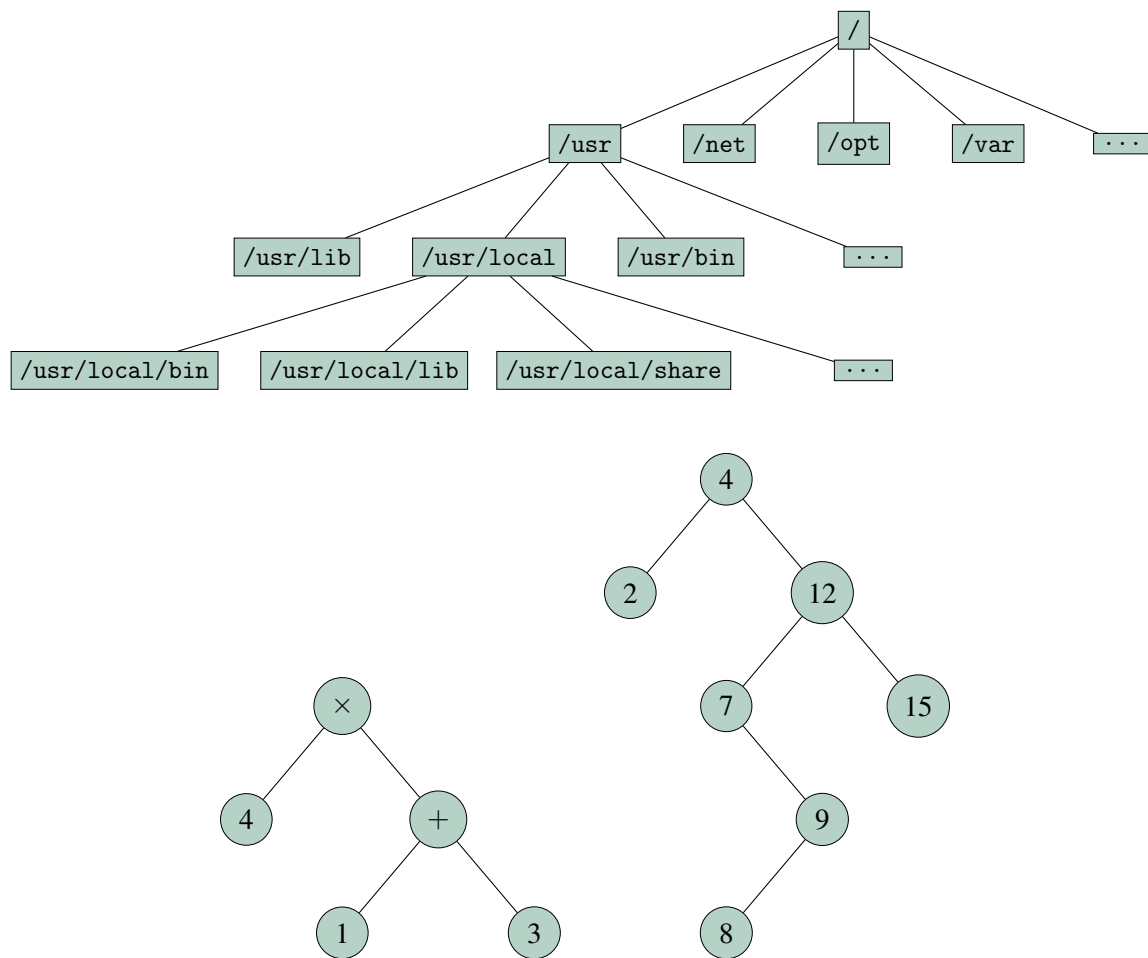 /
/usr /net /opt /var ...
/usr/lib /usr/local /usr/bin ...
/usr/local/bin /usr/local/lib /usr/local/share ...
4
2 12
× 7 15
4 + 9
1 3 8